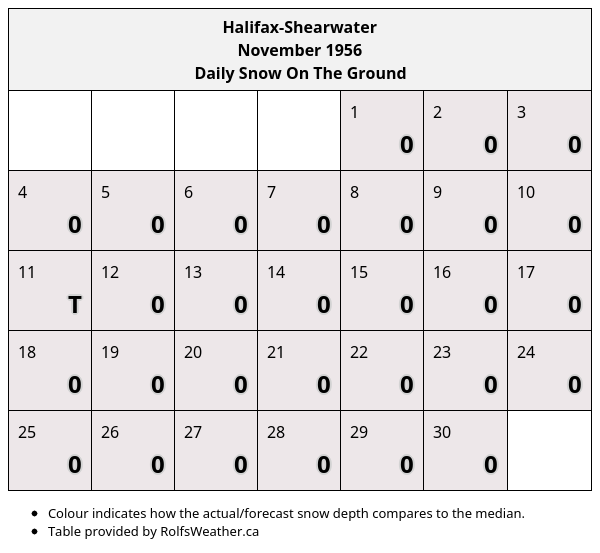 Halifax-Shearwater
November 1956
Daily Snow On The Ground
1 2 3
0 0 0
4 5 6 7 8 9 10
0 0 0 0 0 0 0
11 12 13 14 15 16 17
T 0 0 0 0 0 0
18 19 20 21 22 23 24
0 0 0 0 0 0 0
25 26 27 28 29 30
0 0 0 0 0 0
• Colour indicates how the actual/forecast snow depth compares to the median.
• Table provided by RolfsWeather.ca